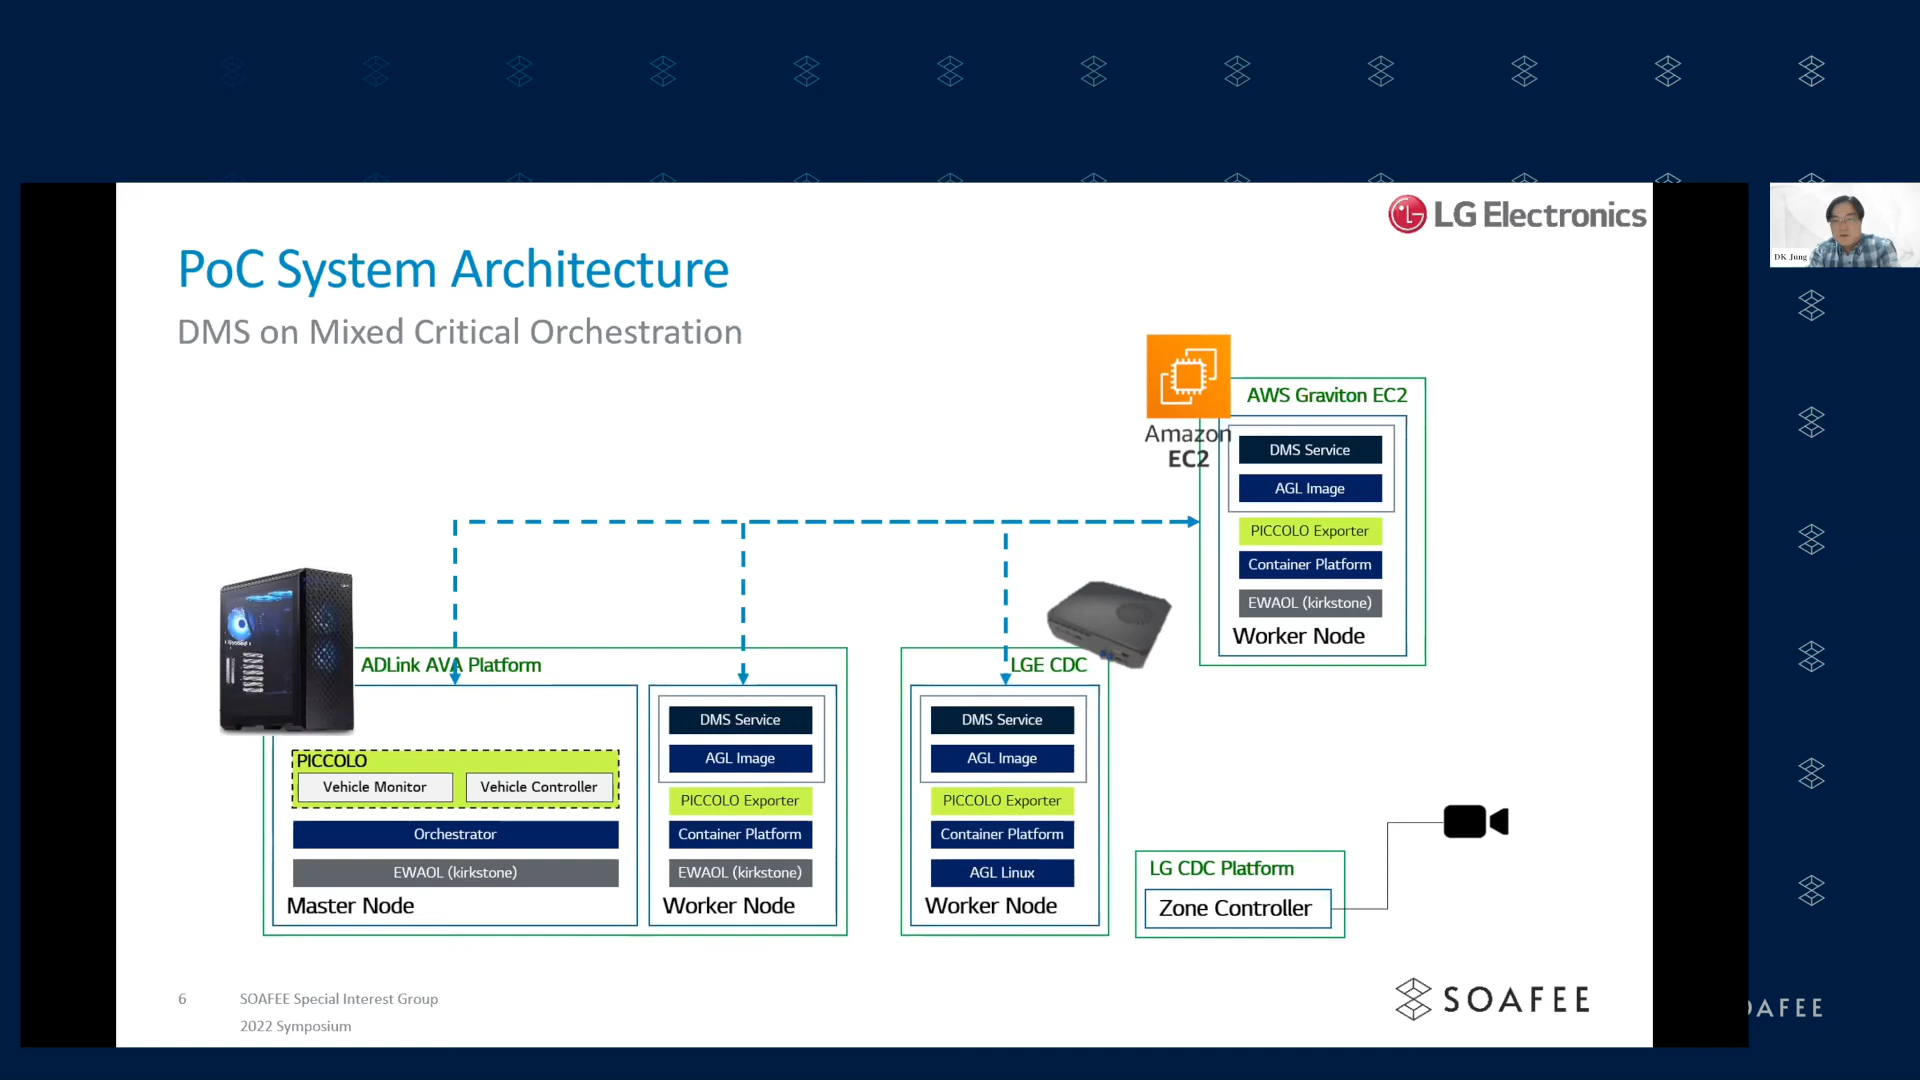 LG Electronics
PoC System Architecture
DMS on Mixed Critical Orchestration
DK Jung
Amazon
EC2
AWS Graviton EC2
DMS Service
AGL Image
PICCOLO Exporter
Container Platform
EWAOL (kirkstone)
Worker Node
ADLink AVA Platform
PICCOLO
Vehicle Monitor
Vehicle Controller
Orchestrator
EWAOL (kirkstone)
Master Node
DMS Service
AGL Image
PICCOLO Exporter
Container Platform
EWAOL (kirkstone)
Worker Node
LGE CDC
DMS Service
AGL Image
PICCOLO Exporter
Container Platform
AGL Linux
Worker Node
LG CDC Platform
Zone Controller
6
SOAFEE Special Interest Group
2022 Symposium
SOAFEE
AFEE